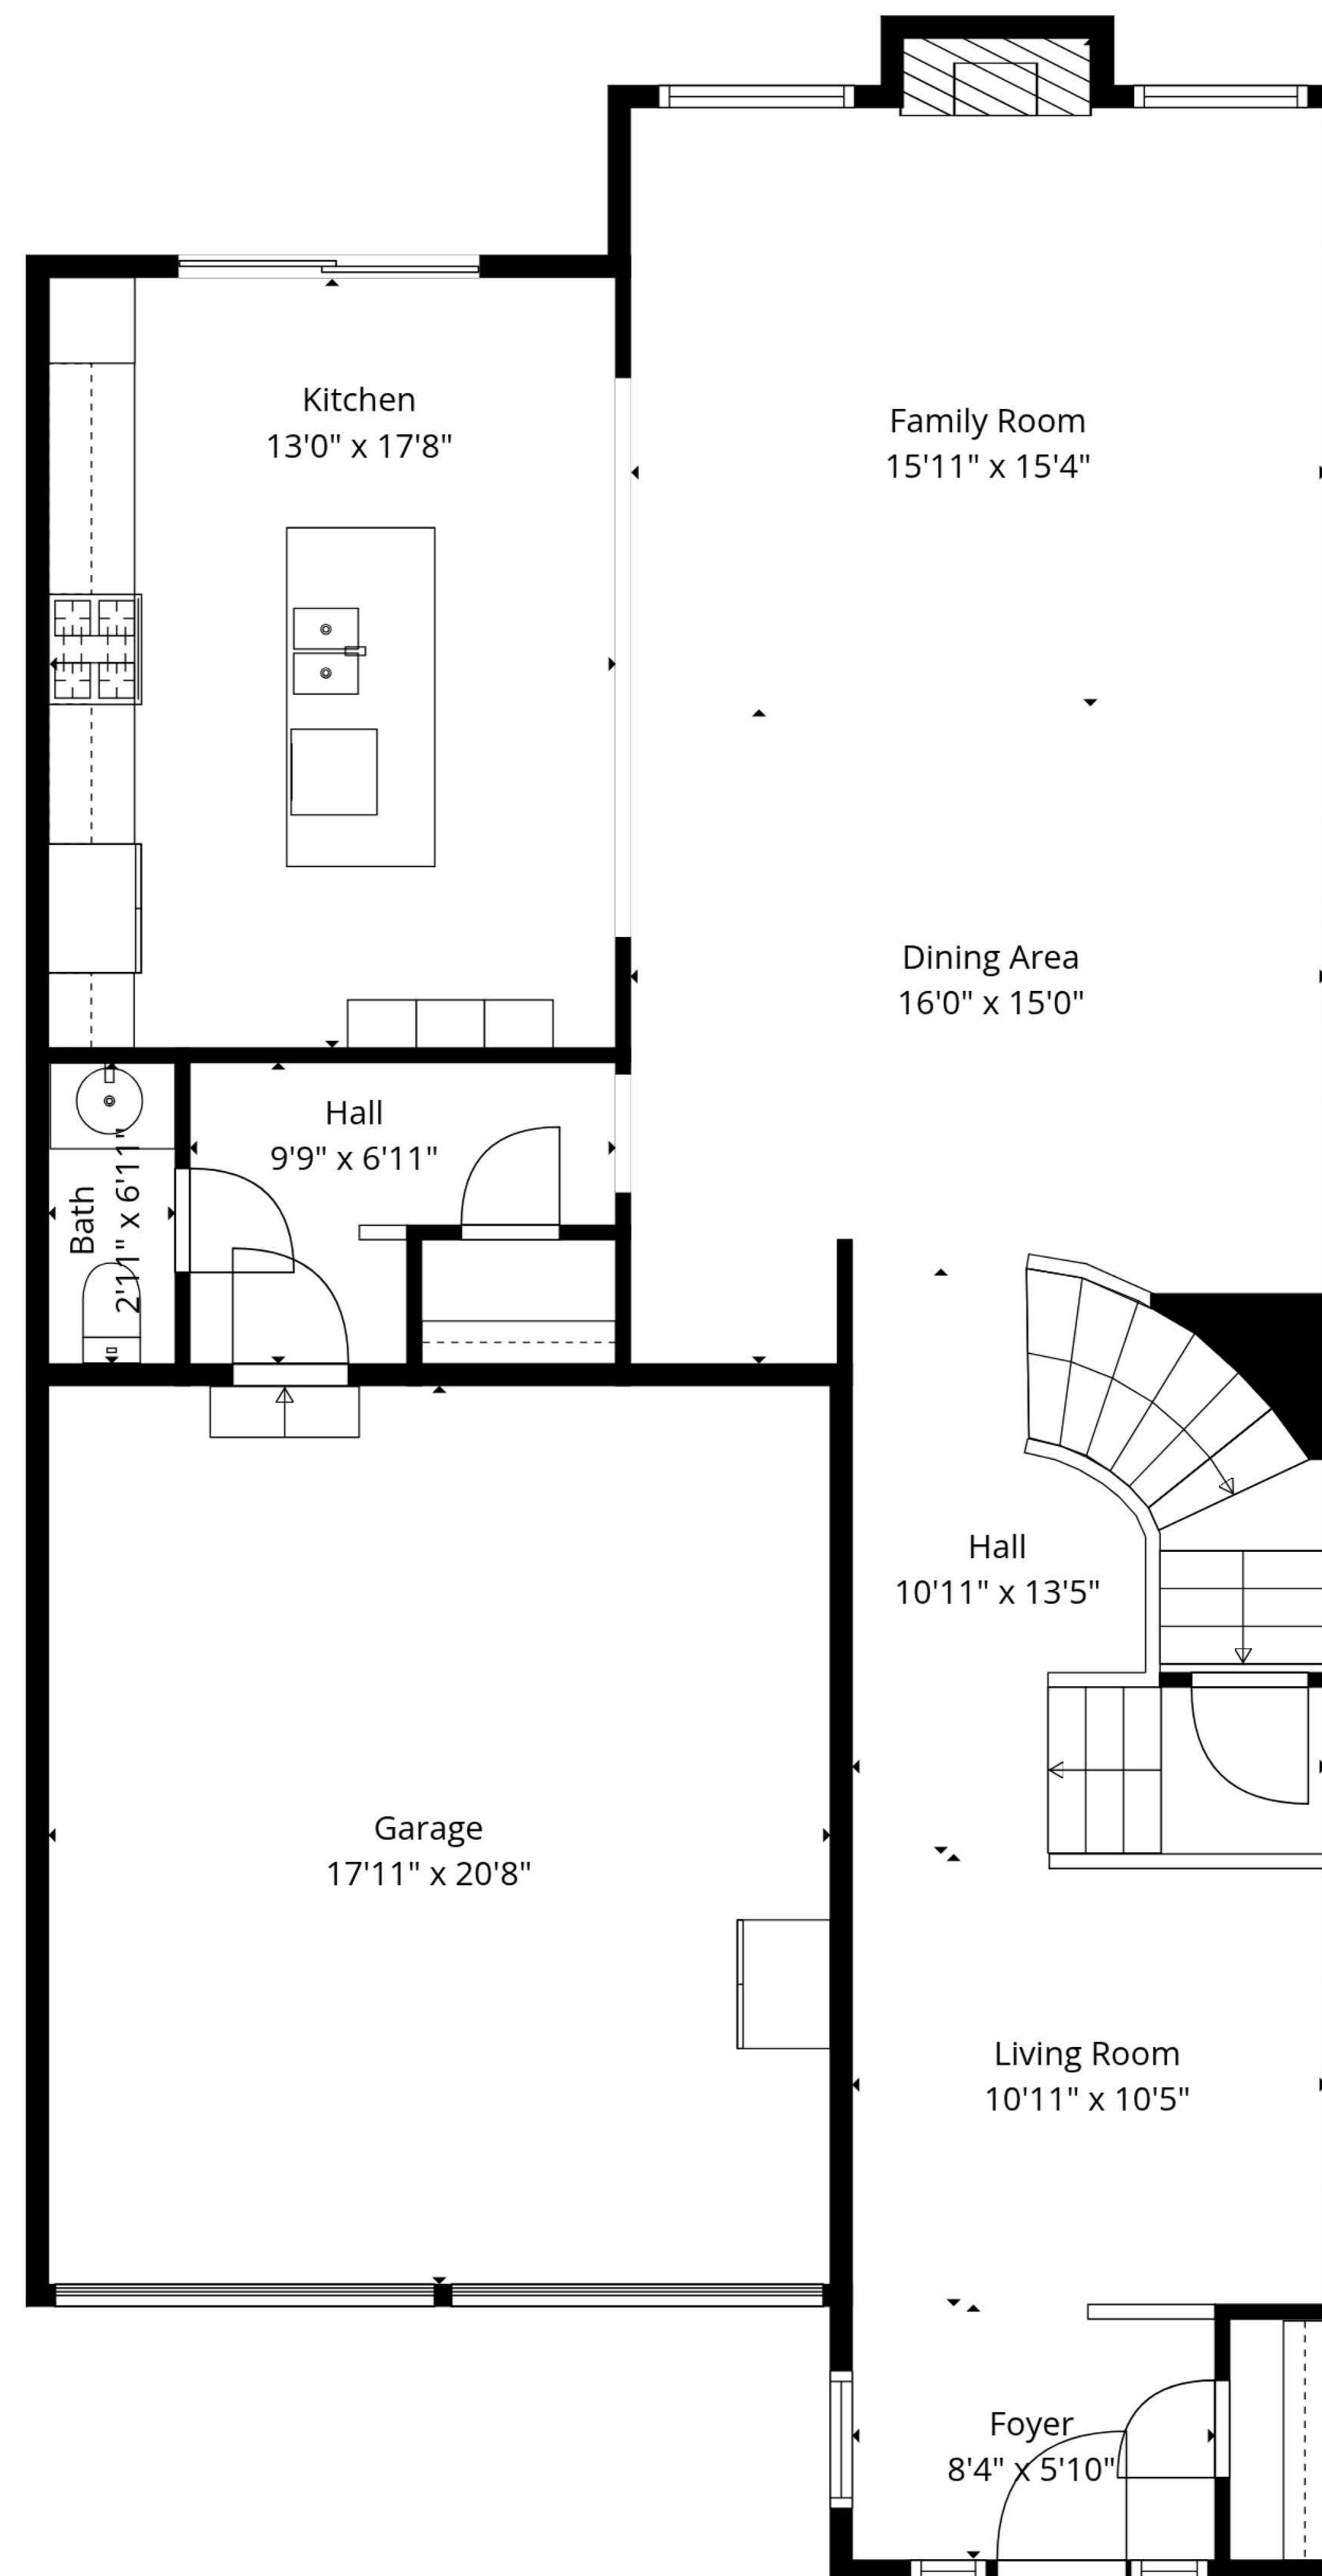 Kitchen
13'0" x 17'8"
Family Room
15'11" x 15'4"
Dining Area
16'0" x 15'0"
Hall
9'9" x 6'11"
Bath
2'11" x 6'11"
Hall
10'11" x 13'5"
Garage
17'11" x 20'8"
Living Room
10'11" x 10'5"
Foyer
8'4" x 5'10"